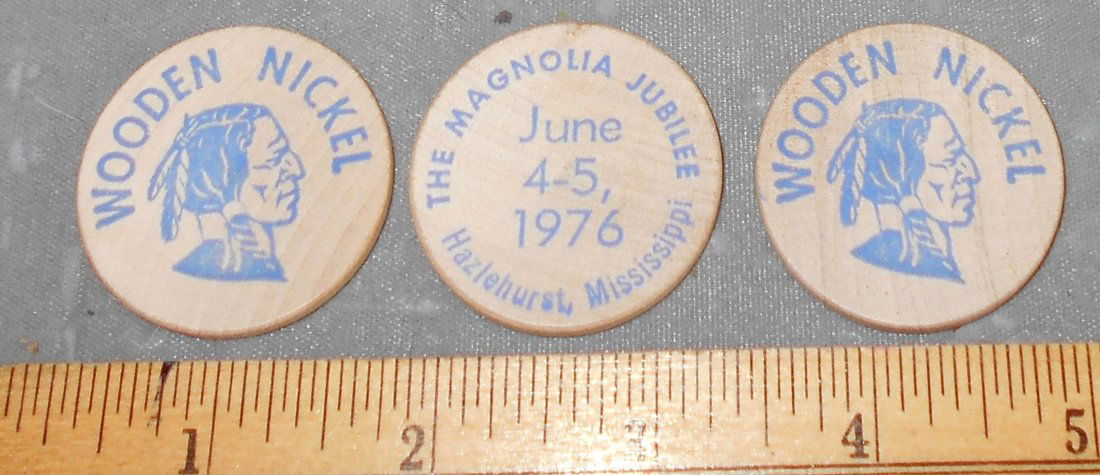 WOODEN NICKEL
THE MAGNOLIA JUBILEE
June
4-5,
1976
Hazlehurst, Mississippi
WOODEN NICKEL
1 2 3 4 5